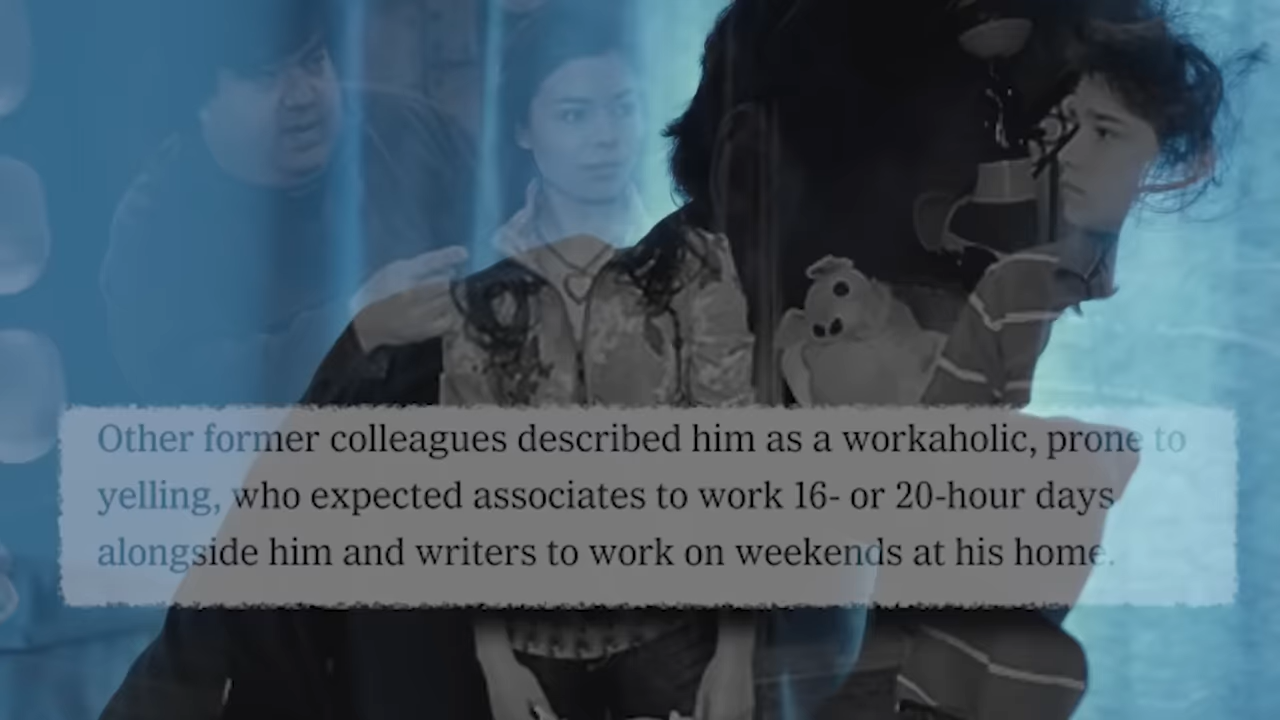 Other former colleagues described him as a workaholic, prone to
yelling, who expected associates to work 16- or 20-hour days
alongside him and writers to work on weekends at his home.